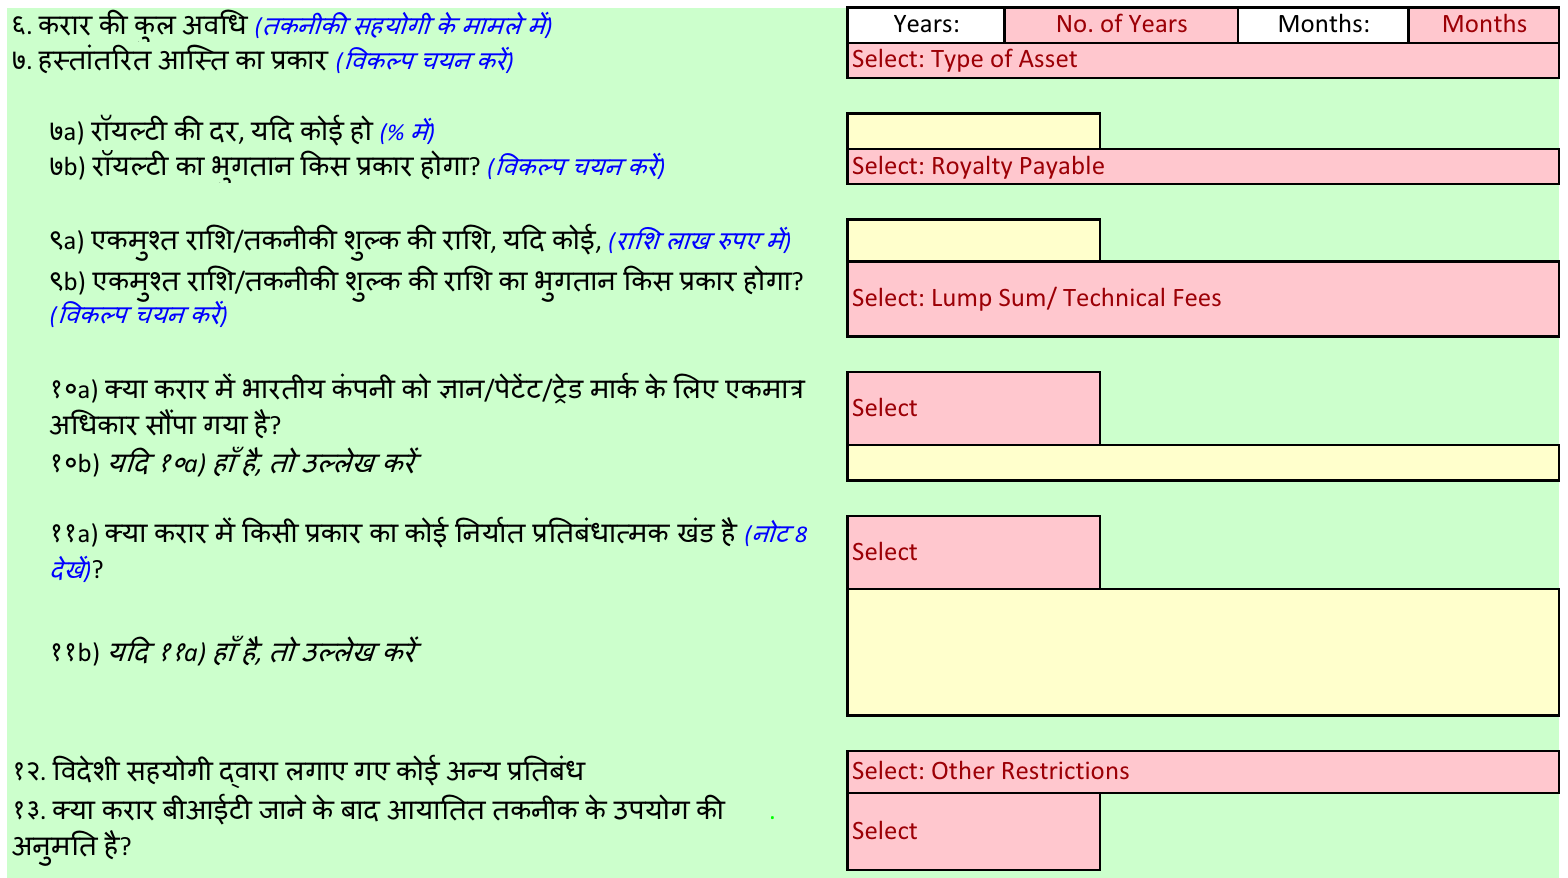 ६. करार की कुल अवधि (तकनीकी सहयोगी के मामले में) Years: No. of Years Months: Months
७. हस्तांतरित आस्ति का प्रकार (विकल्प चयन करें) Select: Type of Asset
७a) रॉयल्टी की दर, यदि कोई हो (% में)
७b) रॉयल्टी का भुगतान किस प्रकार होगा? (विकल्प चयन करें) Select: Royalty Payable
९a) एकमुश्त राशि/तकनीकी शुल्क की राशि, यदि कोई, (राशि लाख रुपए में)
९b) एकमुश्त राशि/तकनीकी शुल्क की राशि का भुगतान किस प्रकार होगा?
(विकल्प चयन करें)
Select: Lump Sum/ Technical Fees
१०a) क्या करार में भारतीय कंपनी को ज्ञान/पेटेंट/ट्रेड मार्क के लिए एकमात्र
अधिकार सौंपा गया है?
Select
१०b) यदि १०a) हाँ है, तो उल्लेख करें
११a) क्या करार में किसी प्रकार का कोई निर्यात प्रतिबंधात्मक खंड है (नोट 8
देखें)?
Select
११b) यदि ११a) हाँ है, तो उल्लेख करें
१२. विदेशी सहयोगी द्वारा लगाए गए कोई अन्य प्रतिबंध Select: Other Restrictions
१३. क्या करार बीआईटी जाने के बाद आयातित तकनीक के उपयोग की
अनुमति है?
Select